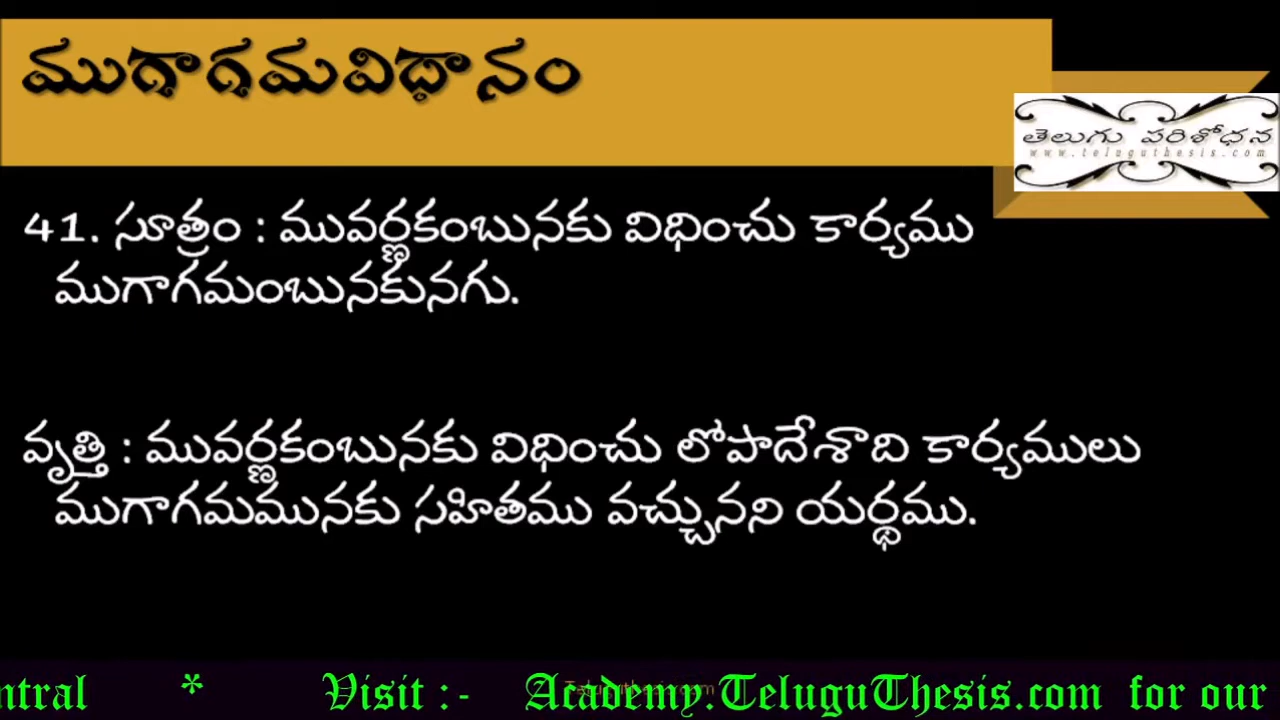 ముగాగమవిధానం
తెలుగు పరిశోధన
www.teluguthesis.com
41. సూత్రం : మువర్ణకంబునకు విధించు కార్యము
ముగాగమంబునకునగు.
వృత్తి : మువర్ణకంబునకు విధించు లోపాదేశాది కార్యములు
ముగాగమమునకు సహితము వచ్చునని యర్థము.
ntral * Visit :- Academy.TeluguThesis.com for our